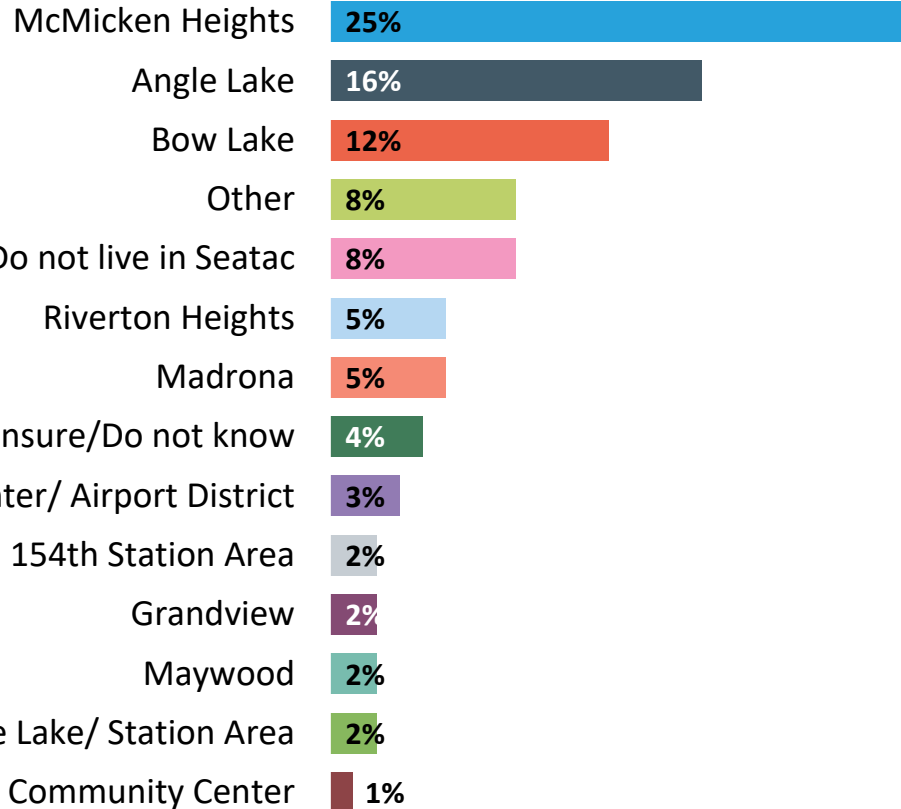 McMicken Heights 25%
Angle Lake 16%
Bow Lake 12%
Other 8%
Do not live in Seatac 8%
Riverton Heights 5%
Madrona 5%
nsure/Do not know 4%
ter/ Airport District 3%
154th Station Area 2%
Grandview 2%
Maywood 2%
e Lake/ Station Area 2%
Community Center 1%